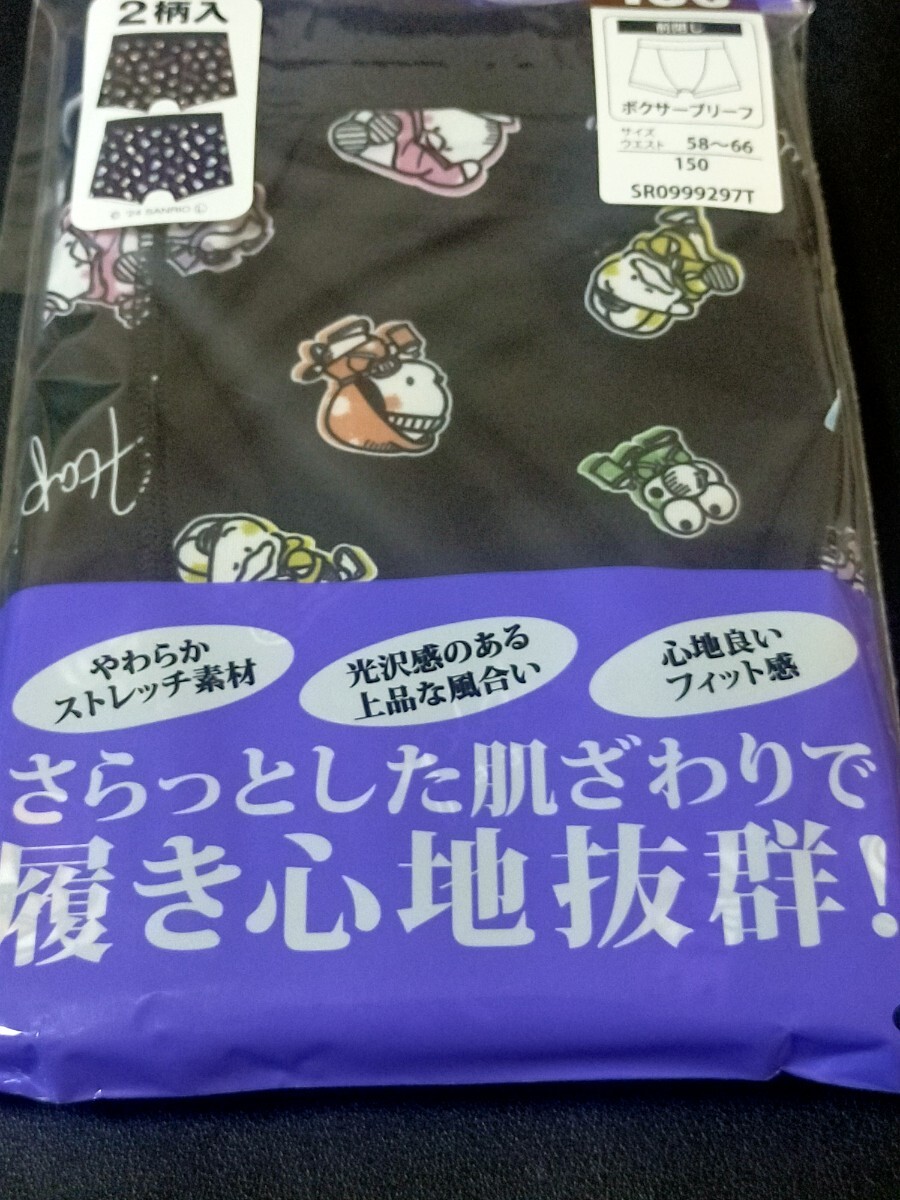 2柄入
© '24 SANPIO Ⓛ
前閉じ
ボクサーブリーフ
サイズ
ウエスト 58〜66
150
SR0999297T
Hap
やわらか
ストレッチ素材
光沢感のある
上品な風合い
心地良い
フィット感
さらっとした肌ざわりで
履き心地抜群!